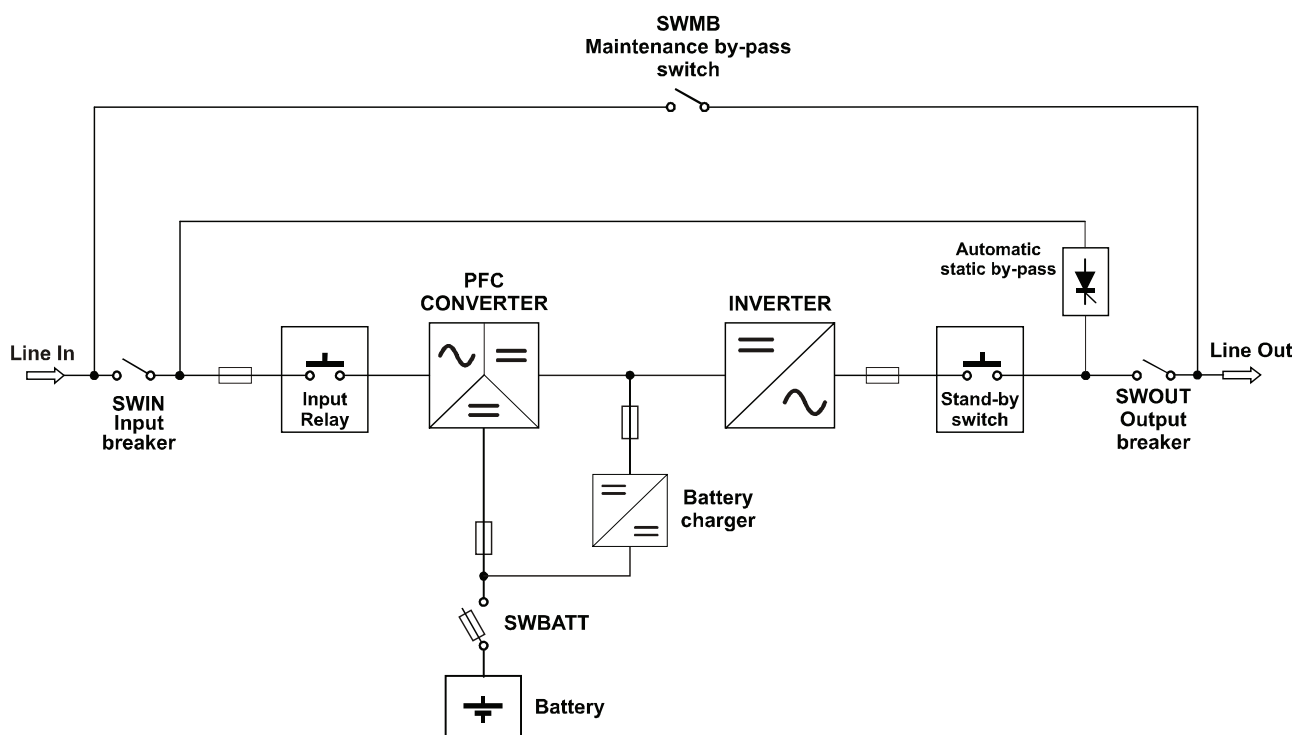 SWMB
Maintenance by-pass
switch
Automatic
static by-pass
PFC
CONVERTER
INVERTER
Line In
Line Out
SWIN
Input
breaker
Input
Relay
Stand-by
switch
SWOUT
Output
breaker
Battery
charger
SWBATT
Battery